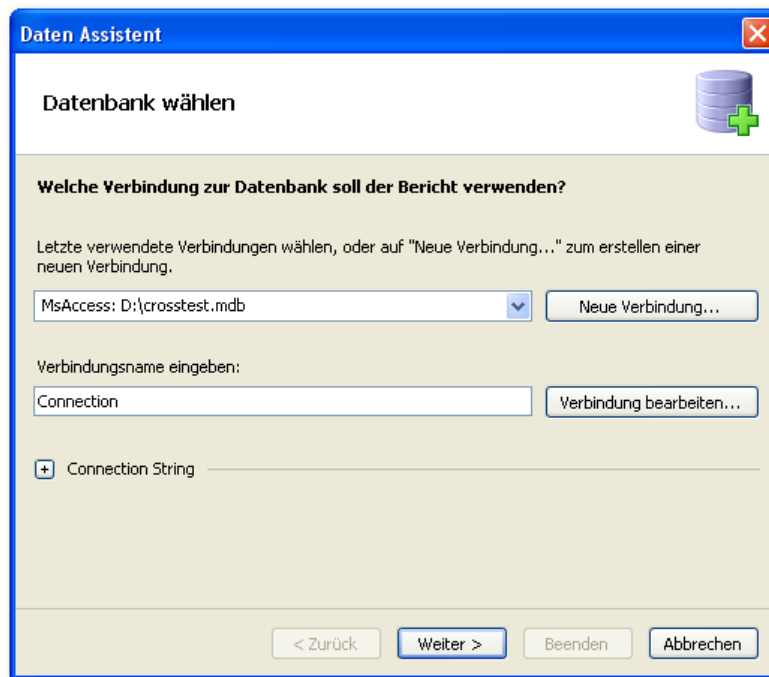 Daten Assistent
Datenbank wählen
Welche Verbindung zur Datenbank soll der Bericht verwenden?
Letzte verwendete Verbindungen wählen, oder auf "Neue Verbindung..." zum erstellen einer
neuen Verbindung.
MsAccess: D:\crosstest.mdb
Neue Verbindung...
Verbindungsname eingeben:
Connection
Verbindung bearbeiten...
Connection String
< Zurück
Weiter >
Beenden
Abbrechen